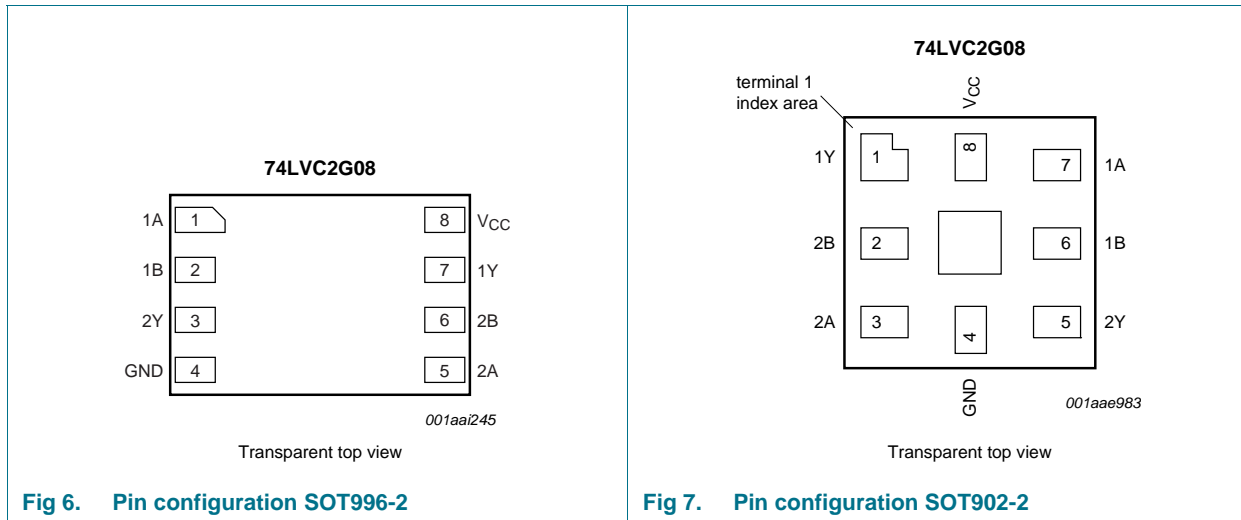 74LVC2G08
1A 1 8 VCC
1B 2 7 1Y
2Y 3 6 2B
GND 4 5 2A
001aai245
Transparent top view
Fig 6. Pin configuration SOT996-2
74LVC2G08
terminal 1
index area
VCC
1Y 1 8 7 1A
2B 2 6 1B
2A 3 4 5 2Y
GND
001aae983
Transparent top view
Fig 7. Pin configuration SOT902-2